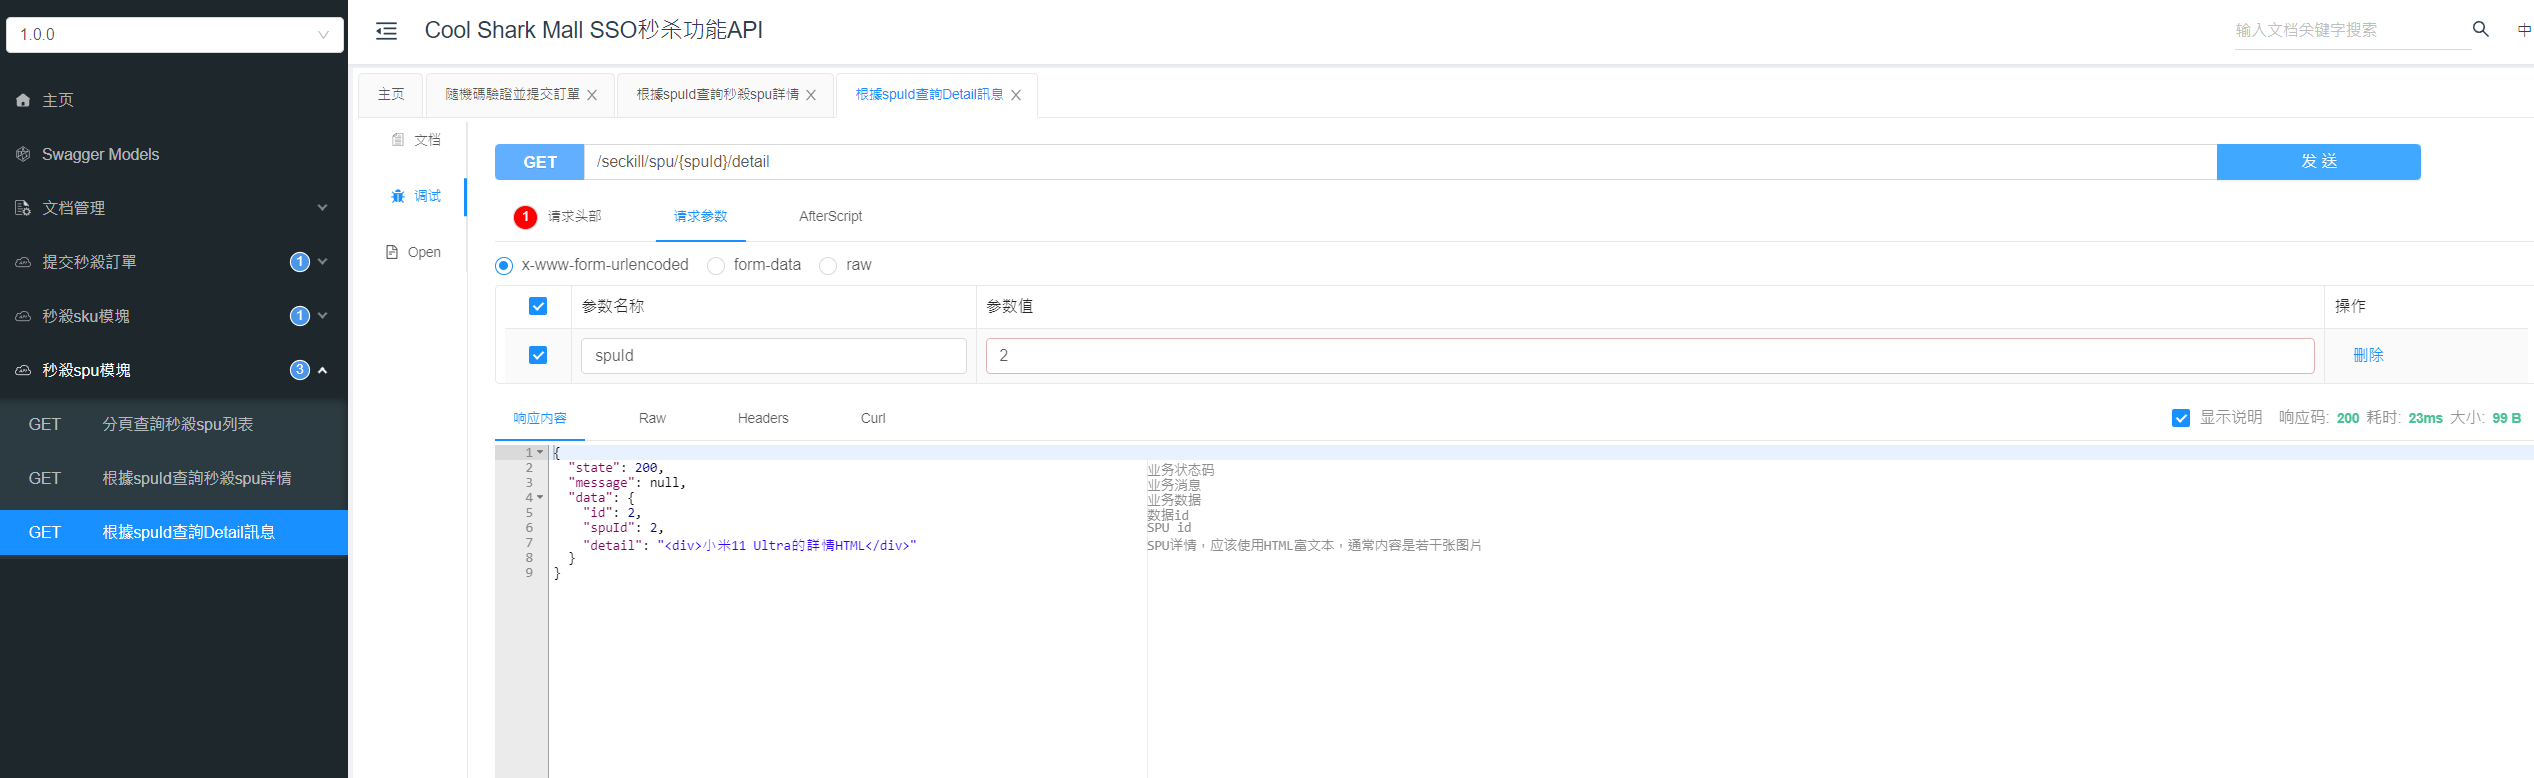 1.0.0
主页
Swagger Models
文档管理
提交秒殺訂單 1
秒殺sku模塊 1
秒殺spu模塊 3
GET 分頁查詢秒殺spu列表
GET 根據spuId查詢秒殺spu詳情
GET 根據spuId查詢Detail訊息
Cool Shark Mall SSO秒杀功能API
输入文档关键字搜索
中
主页 隨機碼驗證並提交訂單 根據spuId查詢秒殺spu詳情 根據spuId查詢Detail訊息
文档
调试
Open
GET /seckill/spu/{spuId}/detail 发 送
1 请求头部 请求参数 AfterScript
x-www-form-urlencoded form-data raw
参数名称 参数值 操作
spuId 2 删除
响应内容 Raw Headers Curl 显示说明 响应码: 200 耗时: 23ms 大小: 99 B
1 {
2 "state": 200, 业务状态码
3 "message": null, 业务消息
4 "data": { 业务数据
5 "id": 2, 数据id
6 "spuId": 2, SPU id
7 "detail": "<div>小米11 Ultra的詳情HTML</div>" SPU详情，应该使用HTML富文本，通常内容是若干张图片
8 }
9 }